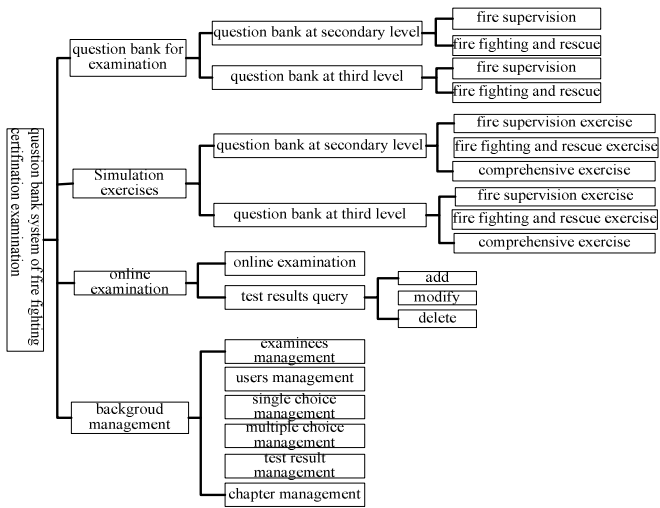 question bank system of fire fighting
certifination examination
question bank for
examination
question bank at secondary level
fire supervision
fire fighting and rescue
question bank at third level
fire supervision
fire fighting and rescue
Simulation
exercises
question bank at secondary level
fire supervision exercise
fire fighting and rescue exercise
comprehensive exercise
question bank at third level
fire supervision exercise
fire fighting and rescue exercise
comprehensive exercise
online
examination
online examination
test results query
add
modify
delete
backgroud
management
examinees
management
users management
single choice
management
multiple choice
management
test result
management
chapter management